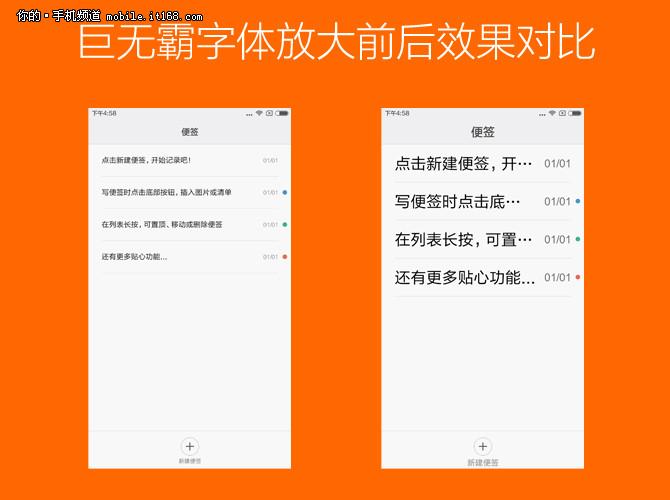 你的·手机频道 mobile.it168.com
巨无霸字体放大前后效果对比
下午4:58
便签
点击新建便签，开始记录吧！ 01/01
写便签时点击底部按钮，插入图片或清单 01/01
在列表长按，可置顶、移动或删除便签 01/01
还有更多贴心功能... 01/01
新建便签
下午4:58
便签
点击新建便签，开… 01/01
写便签时点击底… 01/01
在列表长按，可置… 01/01
还有更多贴心功能... 01/01
新建便签